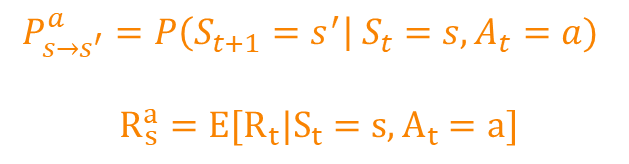 P^a_{s→s′} = P(S_{t+1} = s′| S_t = s, A_t = a)
R^a_s = E[R_t|S_t = s, A_t = a]